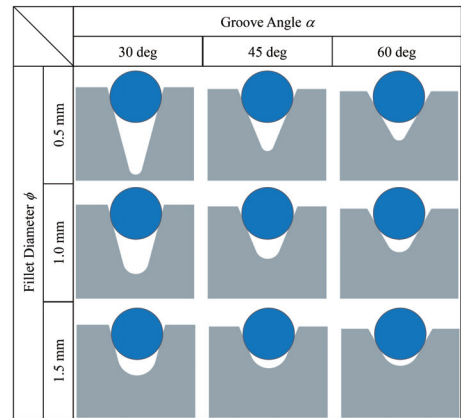 Groove Angle α
30 deg
45 deg
60 deg
Fillet Diameter ϕ
0.5 mm
1.0 mm
1.5 mm